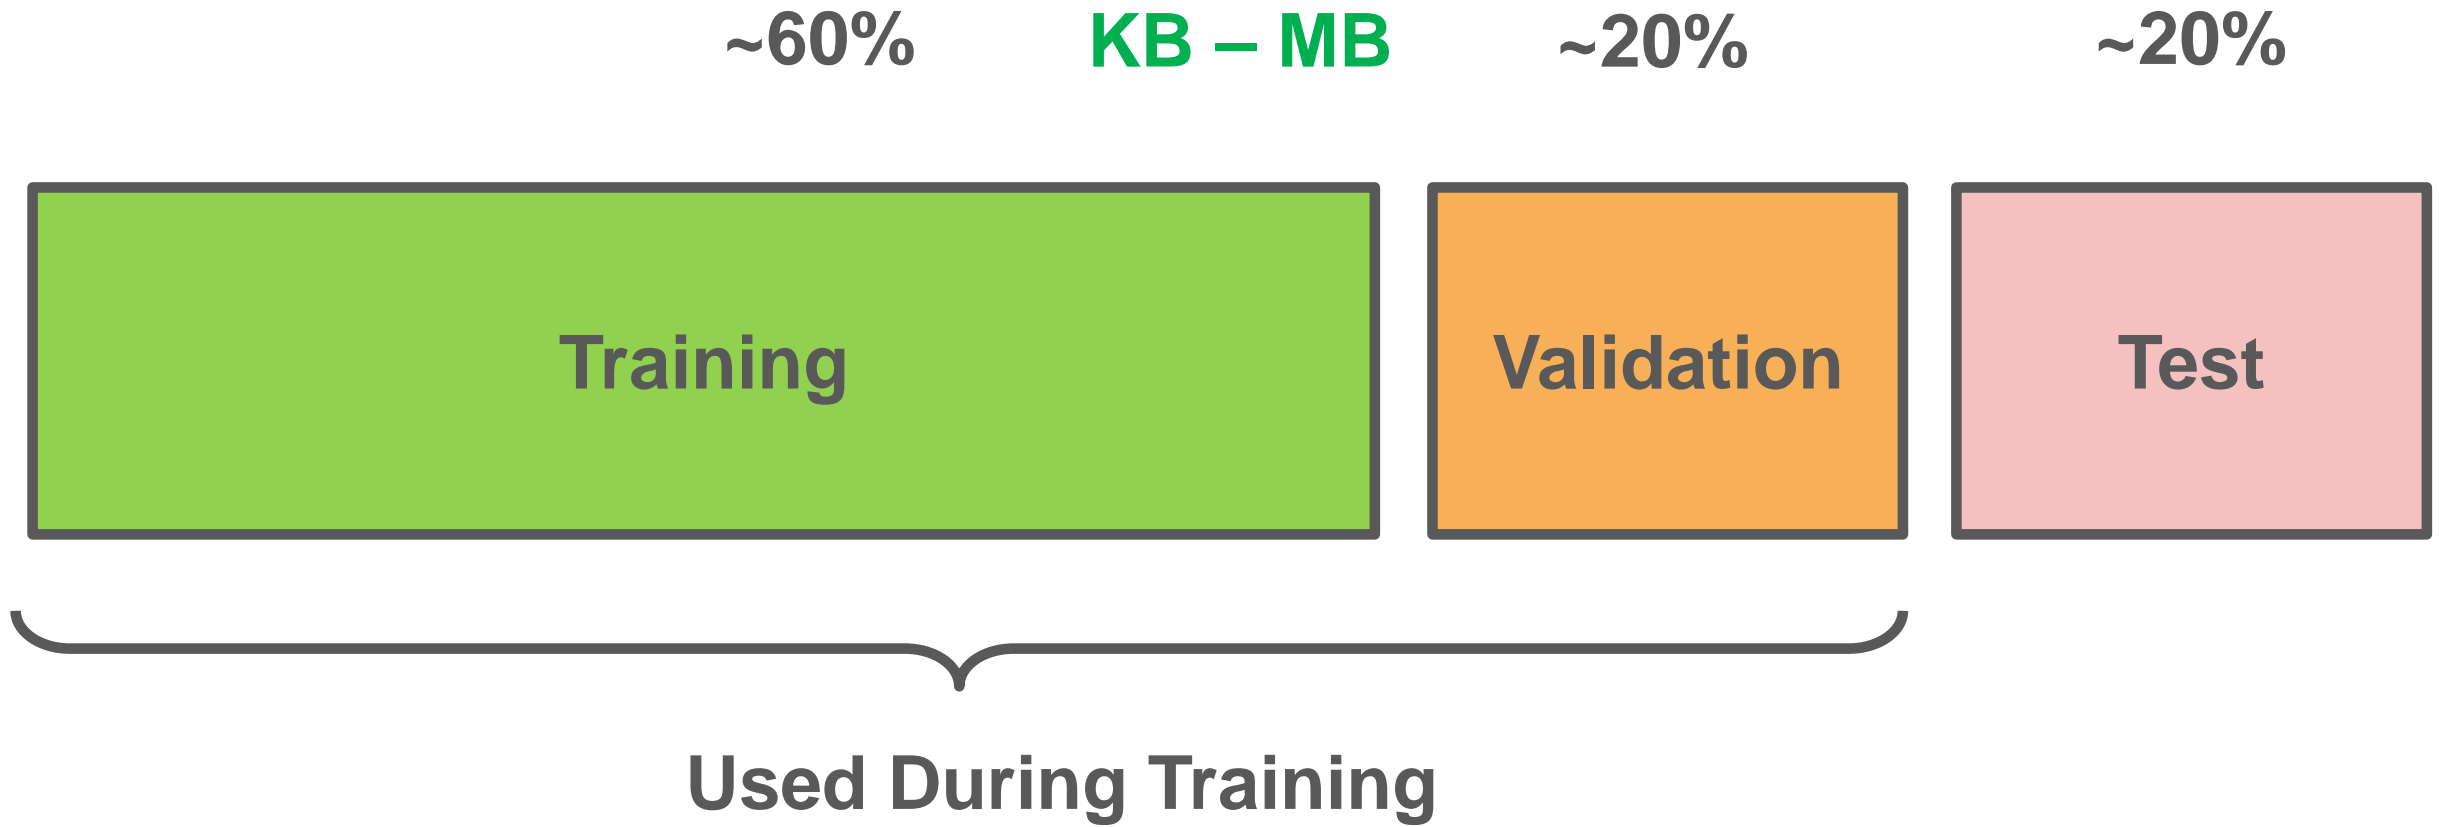 ~60% KB – MB ~20% ~20%
Training Validation Test
Used During Training